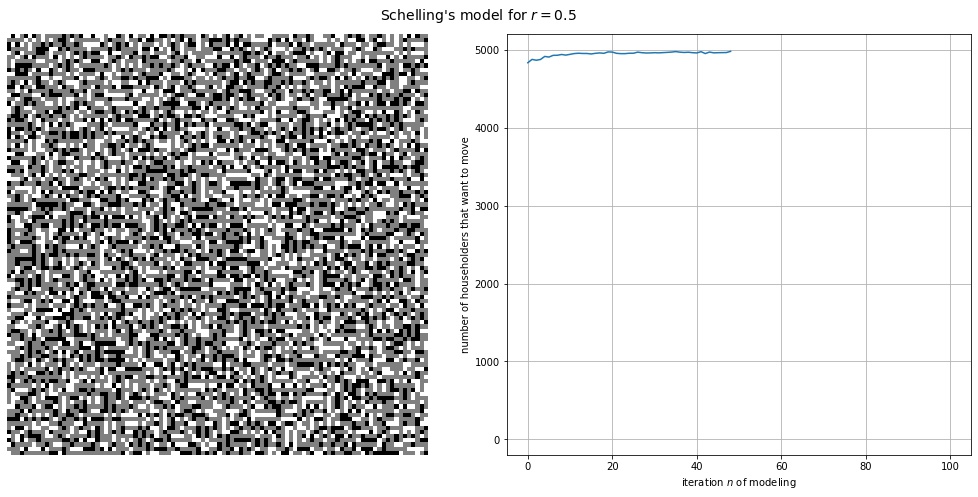 Schelling's model for r = 0.5
number of householders that want to move
5000
4000
3000
2000
1000
0
0 20 40 60 80 100
iteration n of modeling